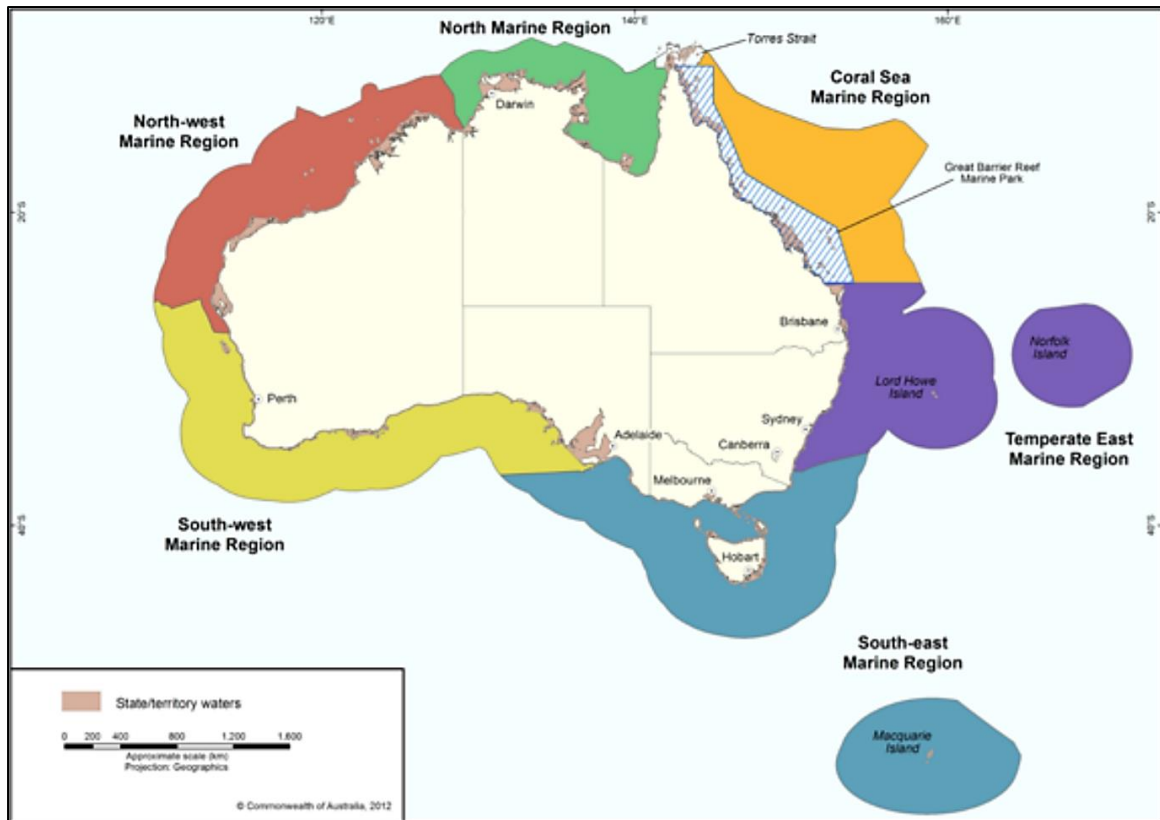 120°E
140°E
160°E
North Marine Region
Torres Strait
Coral Sea
Marine Region
North-west
Marine Region
Darwin
Great Barrier Reef
Marine Park
20°S
20°S
Brisbane
Norfolk
Island
Lord Howe
Island
Perth
Sydney
Adelaide
Canberra
Temperate East
Marine Region
Melbourne
South-west
Marine Region
40°S
40°S
Hobart
South-east
Marine Region
State/territory waters
Macquarie
Island
0 200 400 800 1.200 1.600
Approximate scale (km)
Projection: Geographics
© Commonwealth of Australia, 2012